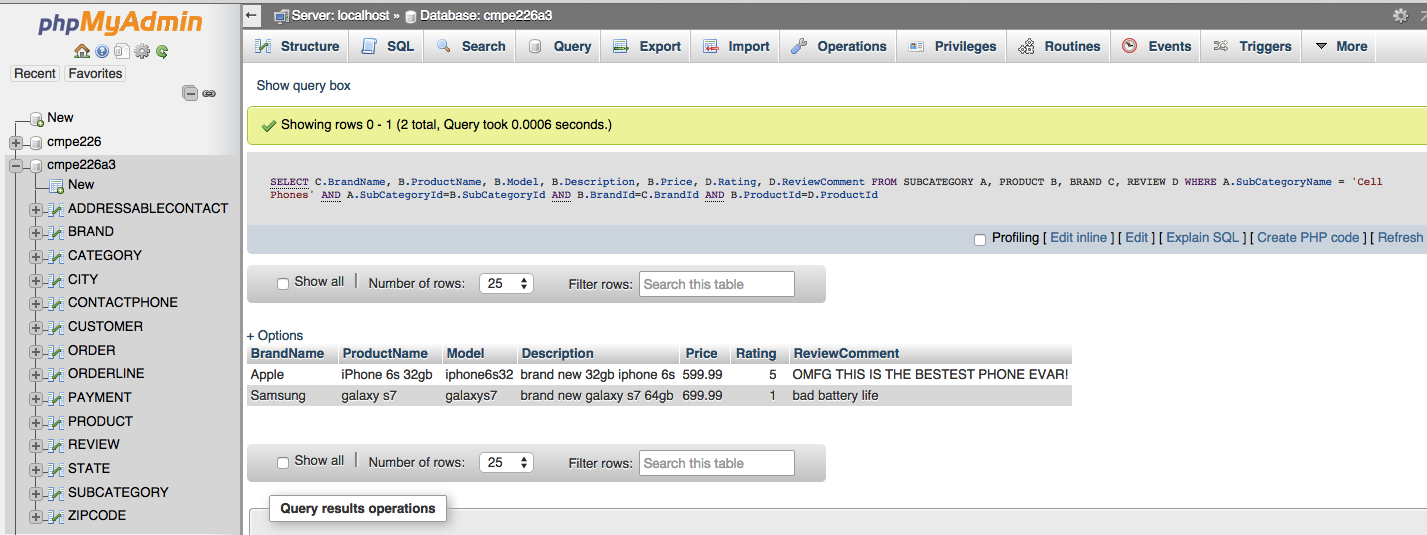 phpMyAdmin
Recent Favorites
New
cmpe226
cmpe226a3
New
ADDRESSABLECONTACT
BRAND
CATEGORY
CITY
CONTACTPHONE
CUSTOMER
ORDER
ORDERLINE
PAYMENT
PRODUCT
REVIEW
STATE
SUBCATEGORY
ZIPCODE
Server: localhost » Database: cmpe226a3
Structure SQL Search Query Export Import Operations Privileges Routines Events Triggers More
Show query box
Showing rows 0 - 1 (2 total, Query took 0.0006 seconds.)
SELECT C.BrandName, B.ProductName, B.Model, B.Description, B.Price, D.Rating, D.ReviewComment FROM SUBCATEGORY A, PRODUCT B, BRAND C, REVIEW D WHERE A.SubCategoryName = 'Cell
Phones' AND A.SubCategoryId=B.SubCategoryId AND B.BrandId=C.BrandId AND B.ProductId=D.ProductId
Profiling [ Edit inline ] [ Edit ] [ Explain SQL ] [ Create PHP code ] [ Refresh
Show all | Number of rows: 25 Filter rows: Search this table
+ Options
BrandName ProductName Model Description Price Rating ReviewComment
Apple iPhone 6s 32gb iphone6s32 brand new 32gb iphone 6s 599.99 5 OMFG THIS IS THE BESTEST PHONE EVAR!
Samsung galaxy s7 galaxys7 brand new galaxy s7 64gb 699.99 1 bad battery life
Show all | Number of rows: 25 Filter rows: Search this table
Query results operations